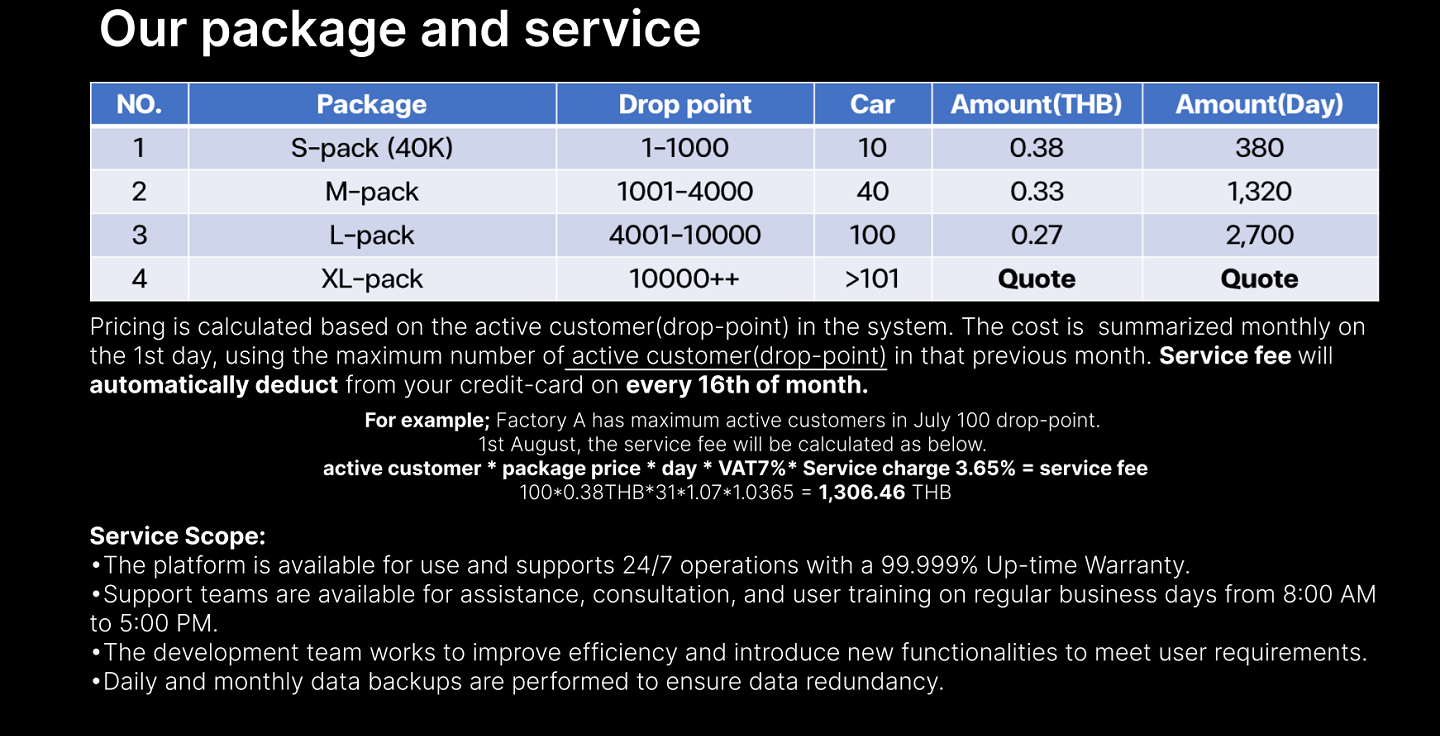 Our package and service
NO. Package Drop point Car Amount(THB) Amount(Day)
1 S-pack (40K) 1-1000 10 0.38 380
2 M-pack 1001-4000 40 0.33 1,320
3 L-pack 4001-10000 100 0.27 2,700
4 XL-pack 10000++ >101 Quote Quote
Pricing is calculated based on the active customer(drop-point) in the system. The cost is summarized monthly on
the 1st day, using the maximum number of active customer(drop-point) in that previous month. Service fee will
automatically deduct from your credit-card on every 16th of month.
For example; Factory A has maximum active customers in July 100 drop-point.
1st August, the service fee will be calculated as below.
active customer * package price * day * VAT7%* Service charge 3.65% = service fee
100*0.38THB*31*1.07*1.0365 = 1,306.46 THB
Service Scope:
•The platform is available for use and supports 24/7 operations with a 99.999% Up-time Warranty.
•Support teams are available for assistance, consultation, and user training on regular business days from 8:00 AM
to 5:00 PM.
•The development team works to improve efficiency and introduce new functionalities to meet user requirements.
•Daily and monthly data backups are performed to ensure data redundancy.